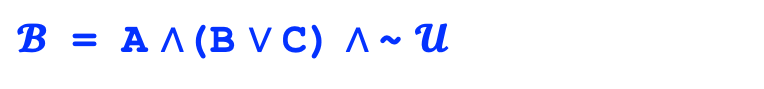 ℬ = A ∧ (B ∨ C) ∧ ~ 𝒰